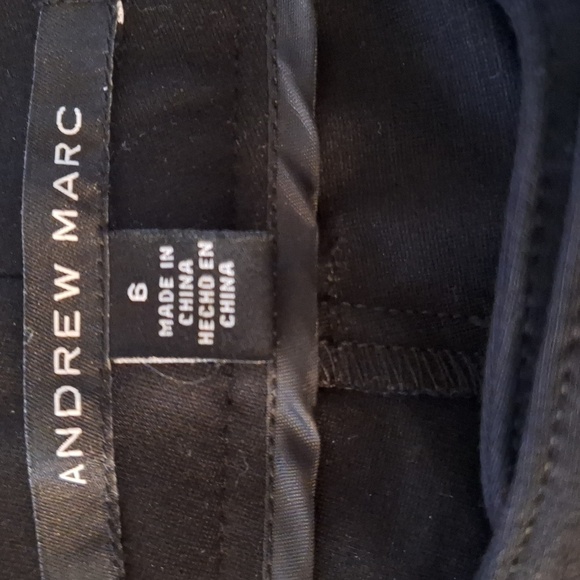 ANDREW MARC
6
MADE IN
CHINA
HECHO EN
CHINA